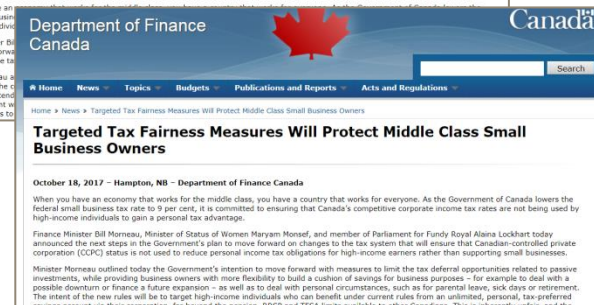 Department of Finance
Canada
Canada
Search
Home News Topics Budgets Publications and Reports Acts and Regulations
Home > News > Targeted Tax Fairness Measures Will Protect Middle Class Small Business Owners
Targeted Tax Fairness Measures Will Protect Middle Class Small
Business Owners
October 18, 2017 – Hampton, NB – Department of Finance Canada
When you have an economy that works for the middle class, you have a country that works for everyone. As the Government of Canada lowers the
federal small business tax rate to 9 per cent, it is committed to ensuring that Canada's competitive corporate income tax rates are not being used by
high-income individuals to gain a personal tax advantage.
Finance Minister Bill Morneau, Minister of Status of Women Maryam Monsef, and member of Parliament for Fundy Royal Alaina Lockhart today
announced the next steps in the Government's plan to move forward on changes to the tax system that will ensure that Canadian-controlled private
corporation (CCPC) status is not used to reduce personal income tax obligations for high-income earners rather than supporting small businesses.
Minister Morneau outlined today the Government's intention to move forward with measures to limit the tax deferral opportunities related to passive
investments, while providing business owners with more flexibility to build a cushion of savings for business purposes – for example to deal with a
possible downturn or finance a future expansion – as well as to deal with personal circumstances, such as for parental leave, sick days or retirement.
The intent of the new rules will be to target high-income individuals who can benefit under current rules from an unlimited, personal, tax-preferred